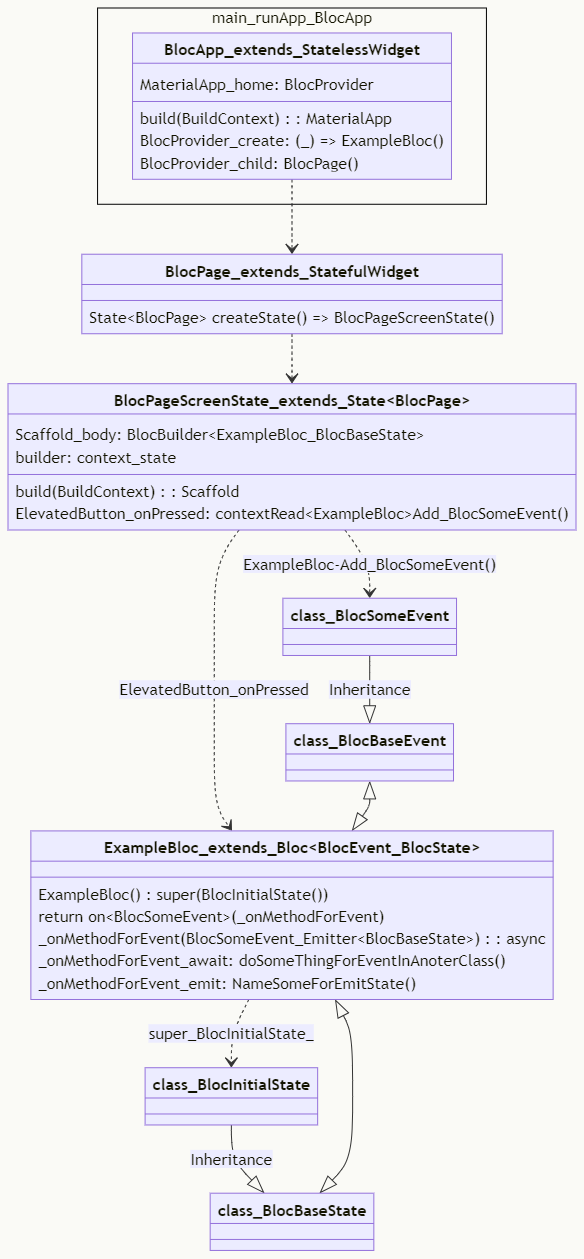 main_runApp_BlocApp
BlocApp_extends_StatelessWidget
MaterialApp_home: BlocProvider
build(BuildContext) : : MaterialApp
BlocProvider_create: (_) => ExampleBloc()
BlocProvider_child: BlocPage()
BlocPage_extends_StatefulWidget
State<BlocPage> createState() => BlocPageScreenState()
BlocPageScreenState_extends_State<BlocPage>
Scaffold_body: BlocBuilder<ExampleBloc_BlocBaseState>
builder: context_state
build(BuildContext) : : Scaffold
ElevatedButton_onPressed: contextRead<ExampleBloc>Add_BlocSomeEvent()
ExampleBloc-Add_BlocSomeEvent()
class_BlocSomeEvent
ElevatedButton_onPressed
Inheritance
class_BlocBaseEvent
ExampleBloc_extends_Bloc<BlocEvent_BlocState>
ExampleBloc() : super(BlocInitialState())
return on<BlocSomeEvent>(_onMethodForEvent)
_onMethodForEvent(BlocSomeEvent_Emitter<BlocBaseState>) : : async
_onMethodForEvent_await: doSomeThingForEventInAnoterClass()
_onMethodForEvent_emit: NameSomeForEmitState()
super_BlocInitialState_
class_BlocInitialState
Inheritance
class_BlocBaseState